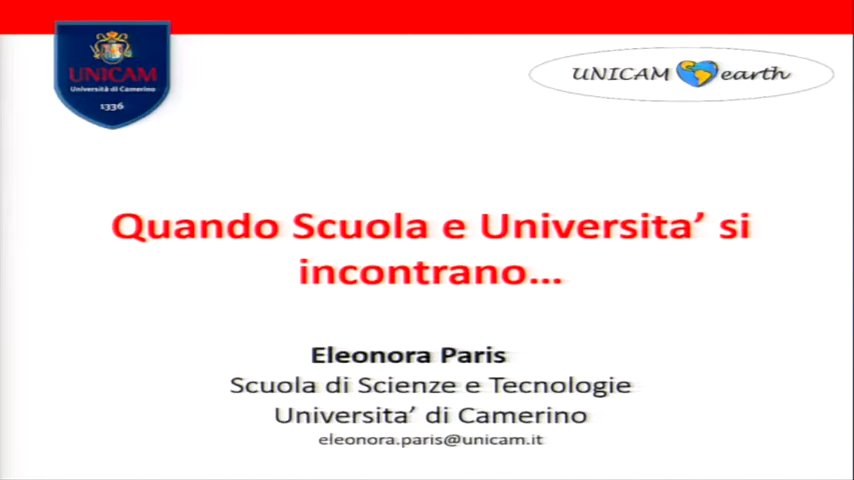 UNICAM
Università di Camerino
1336
UNICAM earth
Quando Scuola e Universita’ si
incontrano...
Eleonora Paris
Scuola di Scienze e Tecnologie
Universita’ di Camerino
eleonora.paris@unicam.it